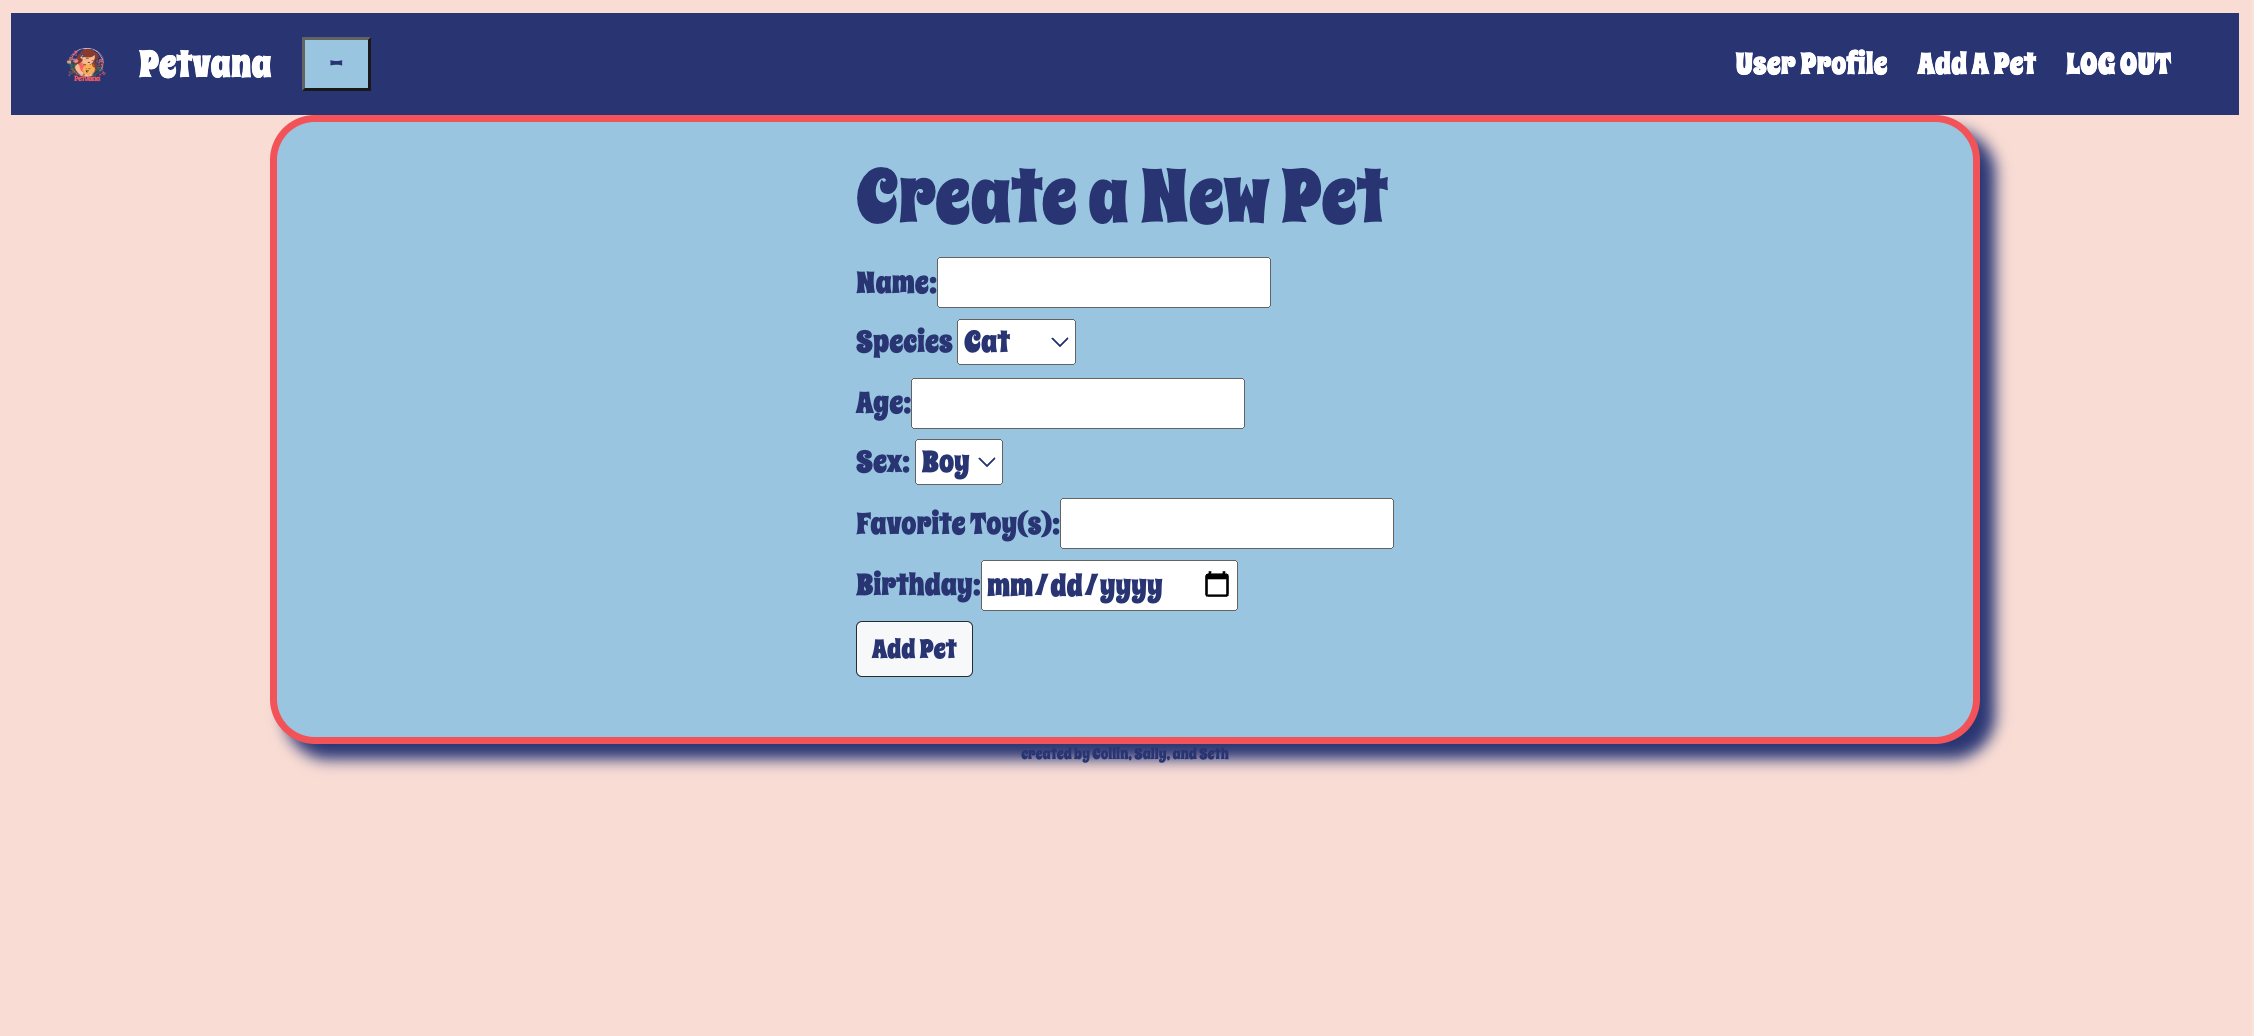 Petvana
-
User Profile
Add A Pet
LOG OUT
Create a New Pet
Name:
Species Cat
Age:
Sex: Boy
Favorite Toy(s):
Birthday: mm/dd/yyyy
Add Pet
created by Collin, Sally, and Seth